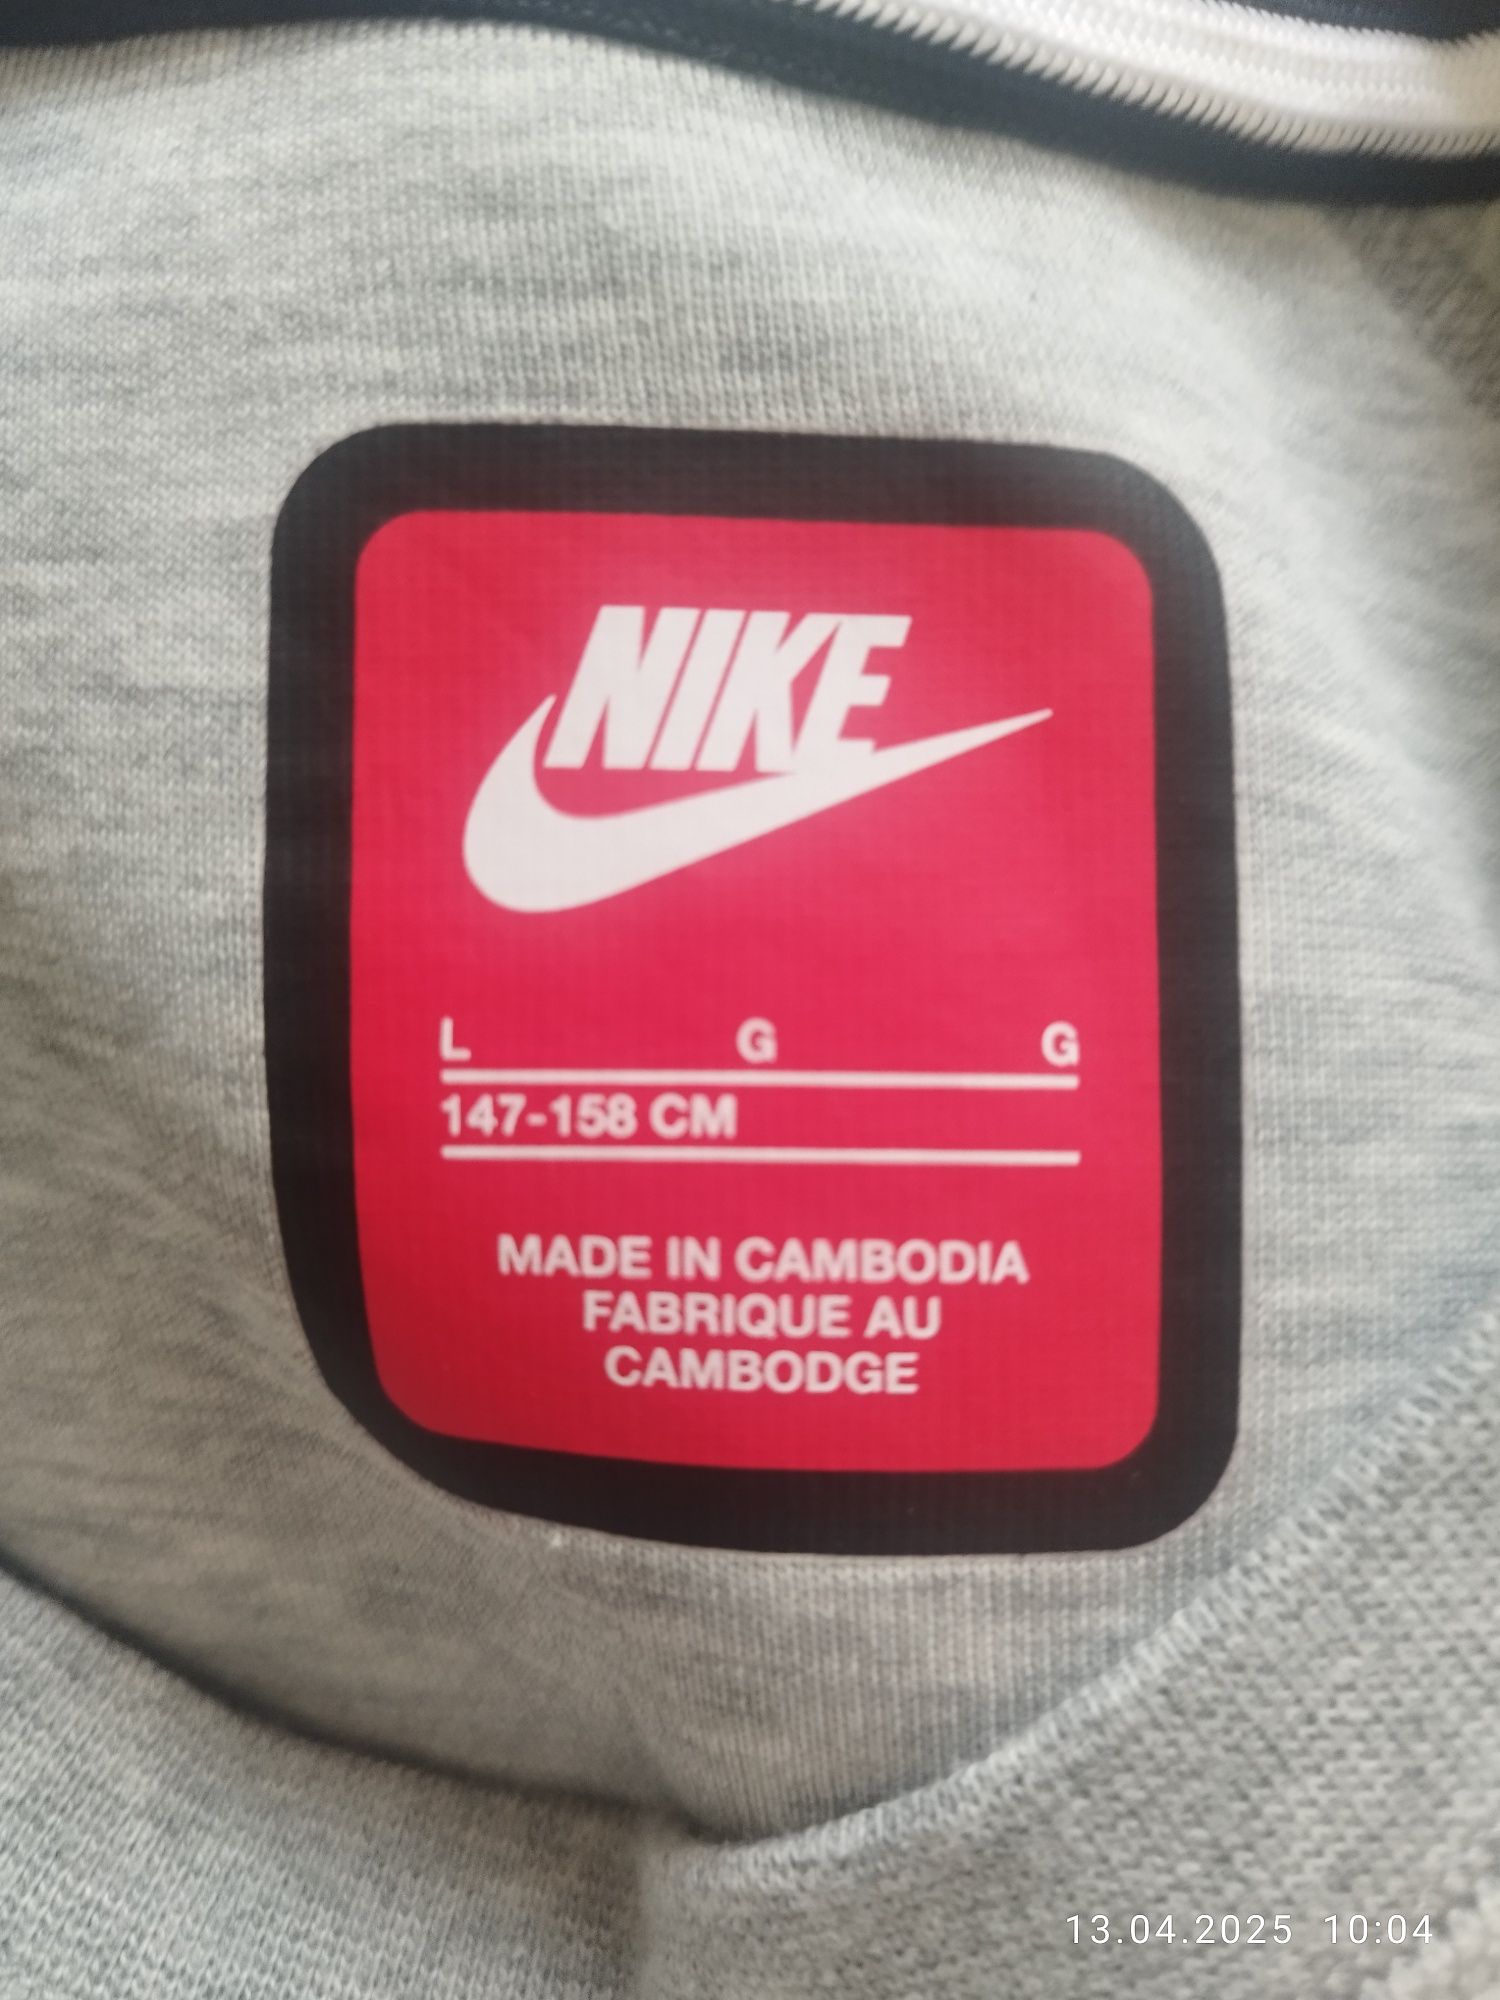 NIKE
L G G
147-158 CM
MADE IN CAMBODIA
FABRIQUE AU
CAMBODGE
13.04.2025 10:04